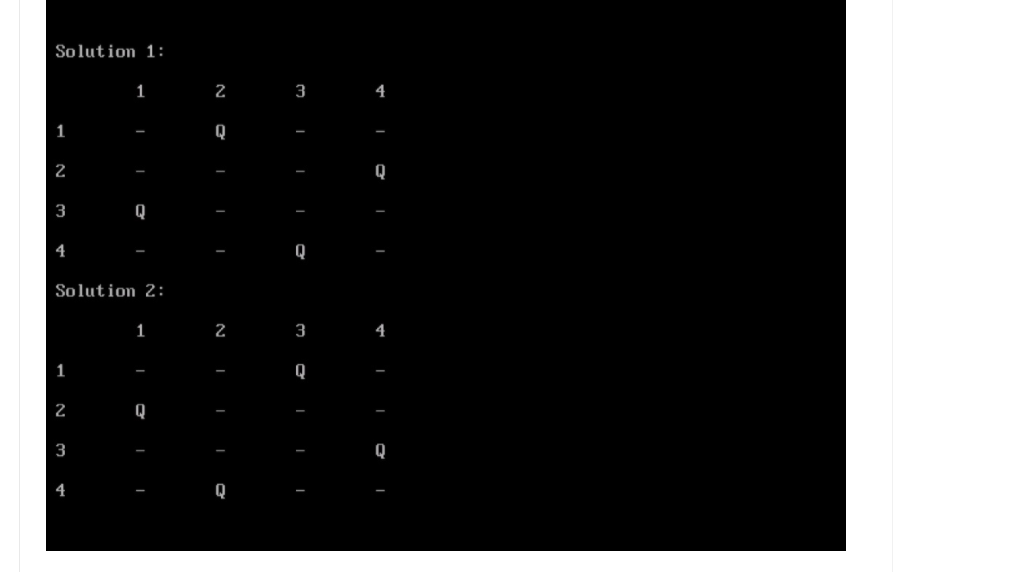 Solution 1:
1 2 3 4
1 - Q - -
2 - - - Q
3 Q - - -
4 - - Q -
Solution 2:
1 2 3 4
1 - - Q -
2 Q - - -
3 - - - Q
4 - Q - -